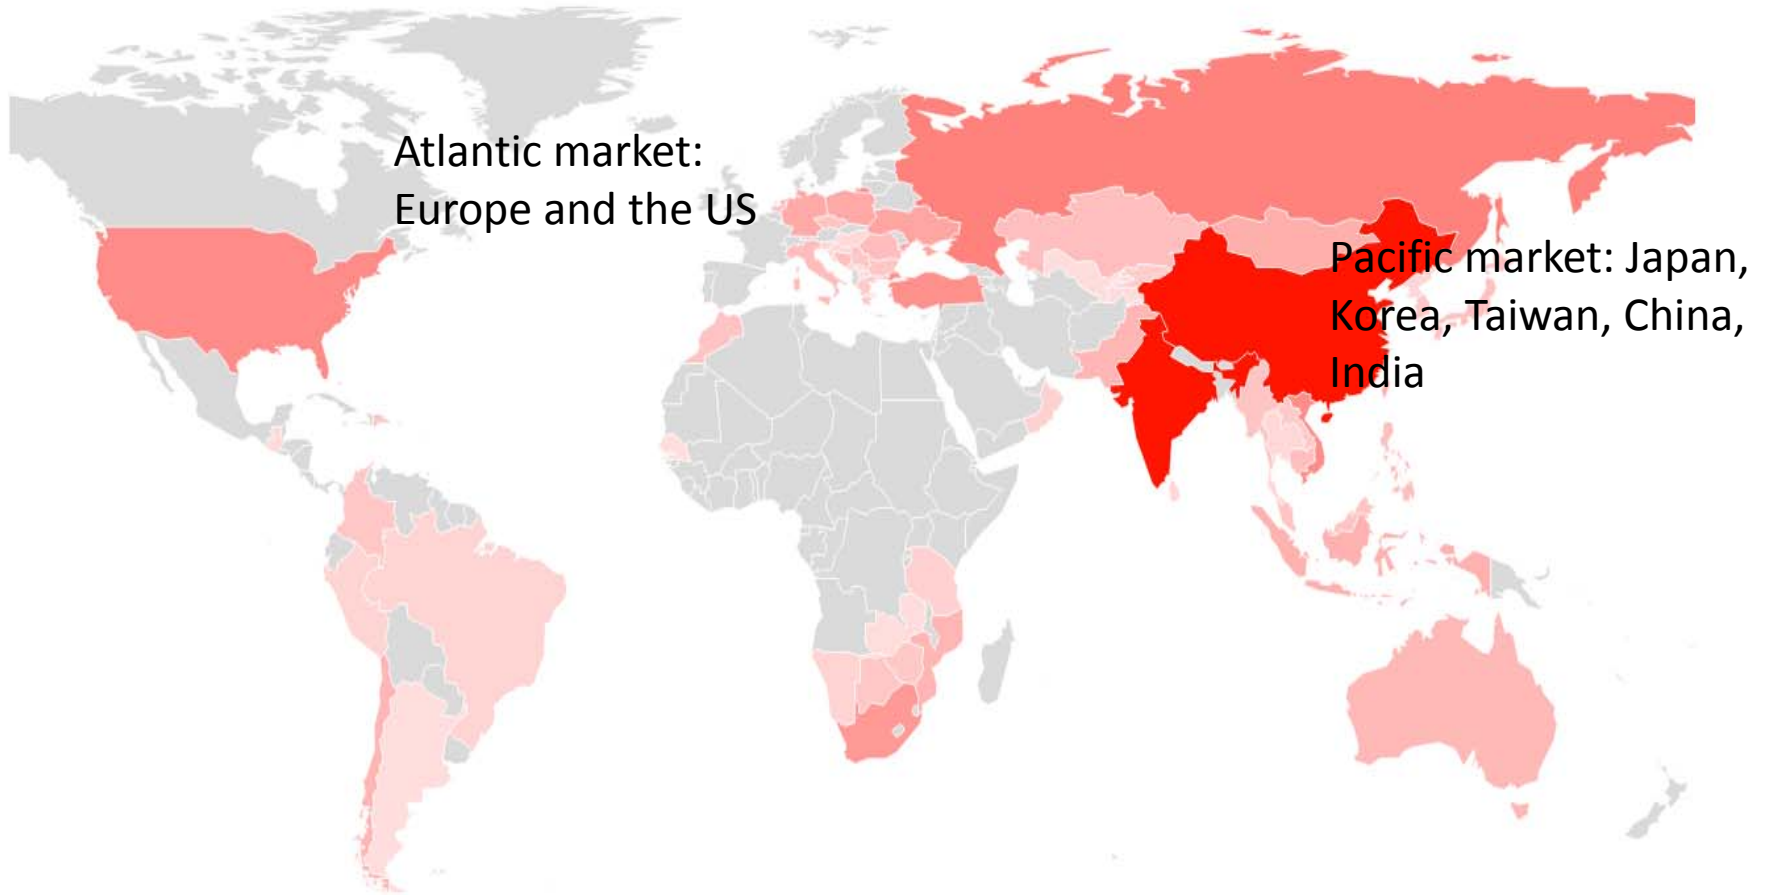 Atlantic market:
Europe and the US
Pacific market: Japan,
Korea, Taiwan, China,
India